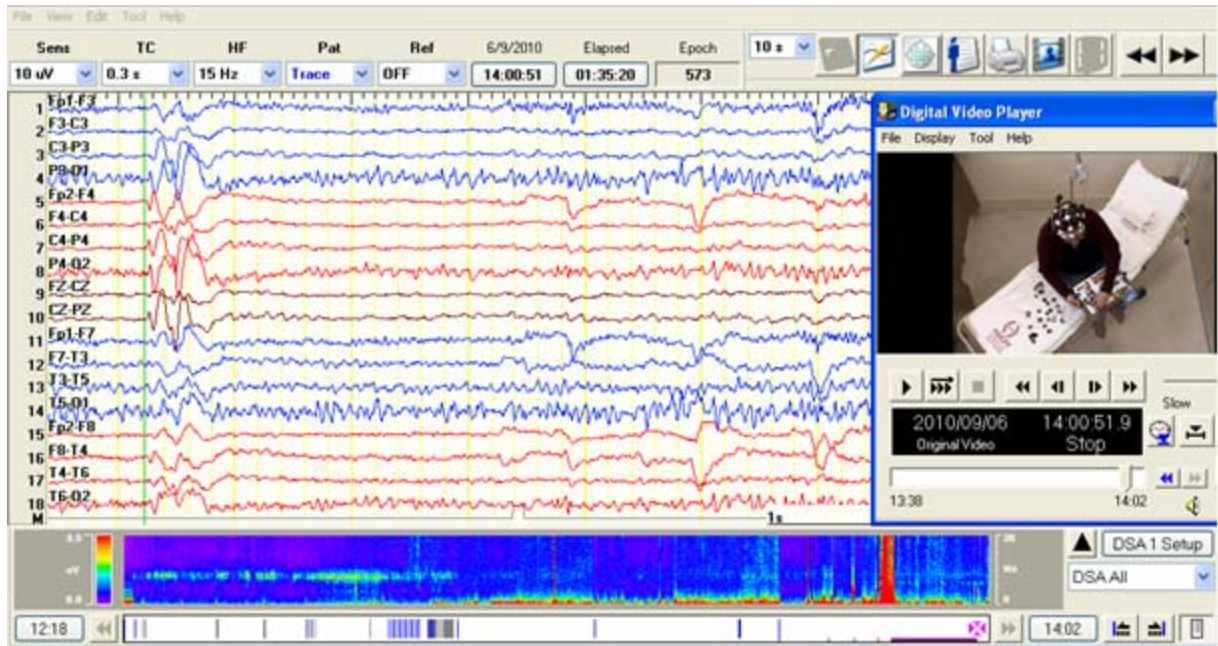 File View Edit Tool Help
Sens TC HF Pat Ref 6/9/2010 Elapsed Epoch 10 s
10 uV 0.3 s 15 Hz Trace OFF 14:00:51 01:35:20 573
1 Fp1-F3
2 F3-C3
3 C3-P3
4 P3-O1
5 Fp2-F4
6 F4-C4
7 C4-P4
8 P4-O2
9 FZ-CZ
10 CZ-PZ
11 Fp1-F7
12 F7-T3
13 T3-T5
14 T5-O1
15 Fp2-F8
16 F8-T4
17 T4-T6
18 T6-O2
M 1s
Digital Video Player
File Display Tool Help
Slow
2010/09/06 14:00:51.9
Original Video Stop
13:38 14:02
DSA 1 Setup
DSA All
12:18 14:02